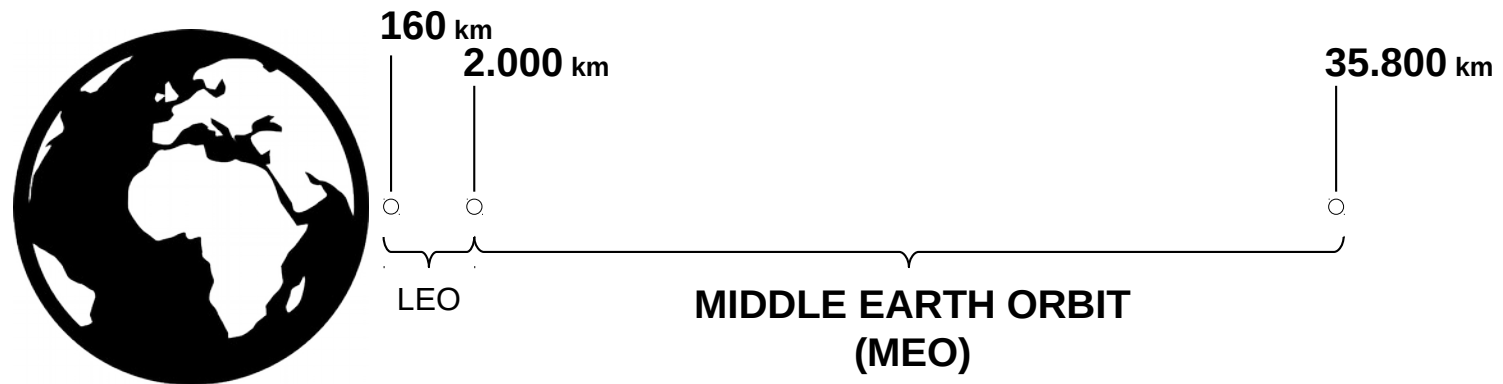 160 km
2.000 km
35.800 km
LEO
MIDDLE EARTH ORBIT
(MEO)